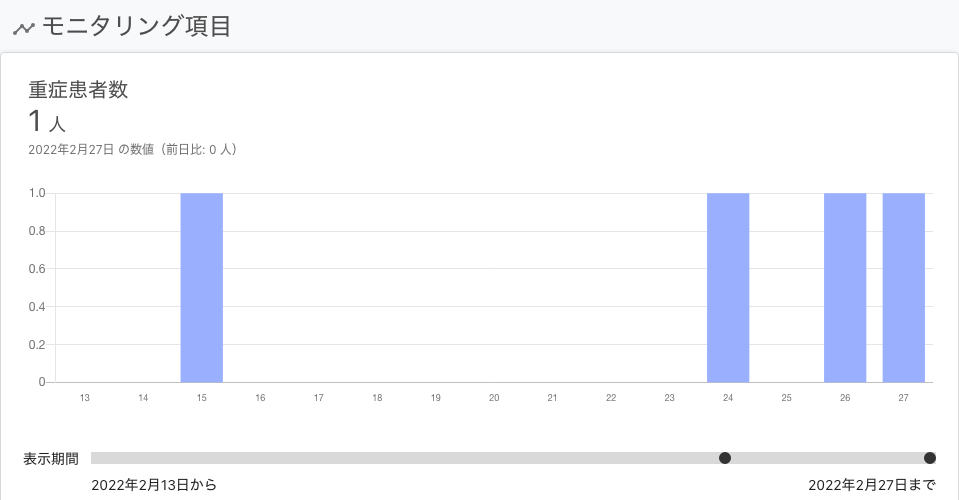 モニタリング項目
重症患者数
1 人
2022年2月27日 の数値（前日比: 0 人）
1.0
0.8
0.6
0.4
0.2
0
13 14 15 16 17 18 19 20 21 22 23 24 25 26 27
表示期間
2022年2月13日から 2022年2月27日まで